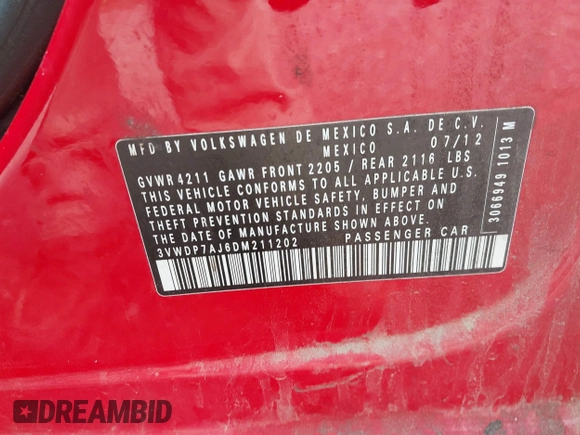 MFD BY VOLKSWAGEN DE MEXICO S.A. DE C.V.
MEXICO 07/12
GVWR 4211 GAWR FRONT 2205 / REAR 2116 LBS
THIS VEHICLE CONFORMS TO ALL APPLICABLE U.S.
FEDERAL MOTOR VEHICLE SAFETY, BUMPER AND
THEFT PREVENTION STANDARDS IN EFFECT ON
THE DATE OF MANUFACTURE SHOWN ABOVE.
3VWDP7AJ6DM211202 PASSENGER CAR
3066949 1013 M
DREAMBID